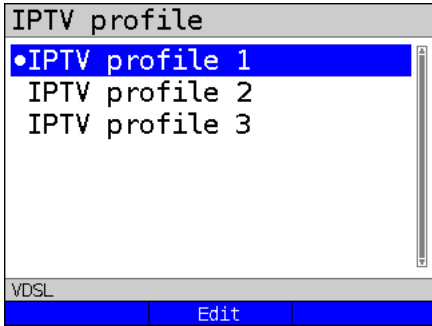 IPTV profile
●IPTV profile 1
IPTV profile 2
IPTV profile 3
VDSL
Edit